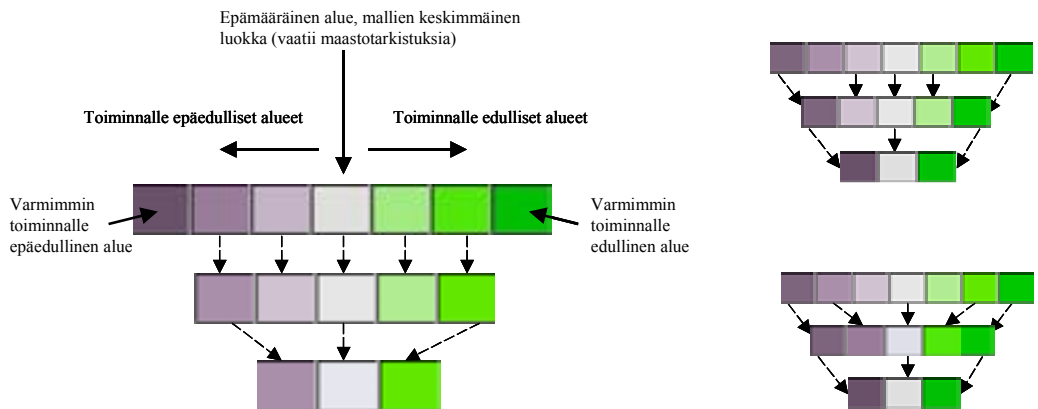 Epämääräinen alue, mallien keskimmäinen
luokka (vaatii maastotarkistuksia)
Toiminnalle epäedulliset alueet
Toiminnalle edulliset alueet
Varmimmin
toiminnalle
epäedullinen alue
Varmimmin
toiminnalle
edullinen alue